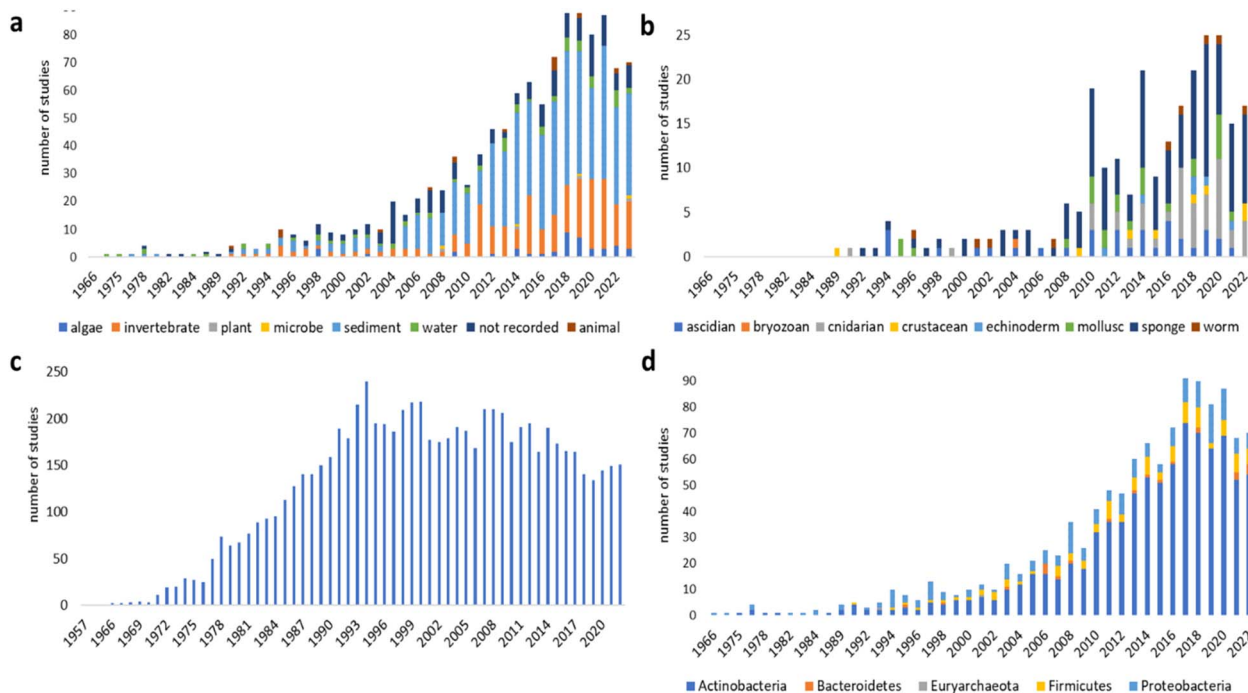 a
number of studies
80
70
60
50
40
30
20
10
0
1966 1975 1978 1982 1984 1989 1992 1994 1996 1998 2000 2002 2004 2006 2008 2010 2012 2014 2016 2018 2020 2022
algae invertebrate plant microbe sediment water not recorded animal
b
number of studies
25
20
15
10
5
0
1966 1975 1978 1982 1984 1989 1992 1994 1996 1998 2000 2002 2004 2006 2008 2010 2012 2014 2016 2018 2020 2022
ascidian bryozoan cnidarian crustacean echinoderm mollusc sponge worm
c
number of studies
250
200
150
100
50
0
1957 1966 1969 1972 1975 1978 1981 1984 1987 1990 1993 1996 1999 2002 2005 2008 2011 2014 2017 2020
d
number of studies
90
80
70
60
50
40
30
20
10
0
1966 1975 1978 1982 1984 1989 1992 1994 1996 1998 2000 2002 2004 2006 2008 2010 2012 2014 2016 2018 2020
Actinobacteria Bacteroidetes Euryarchaeota Firmicutes Proteobacteria